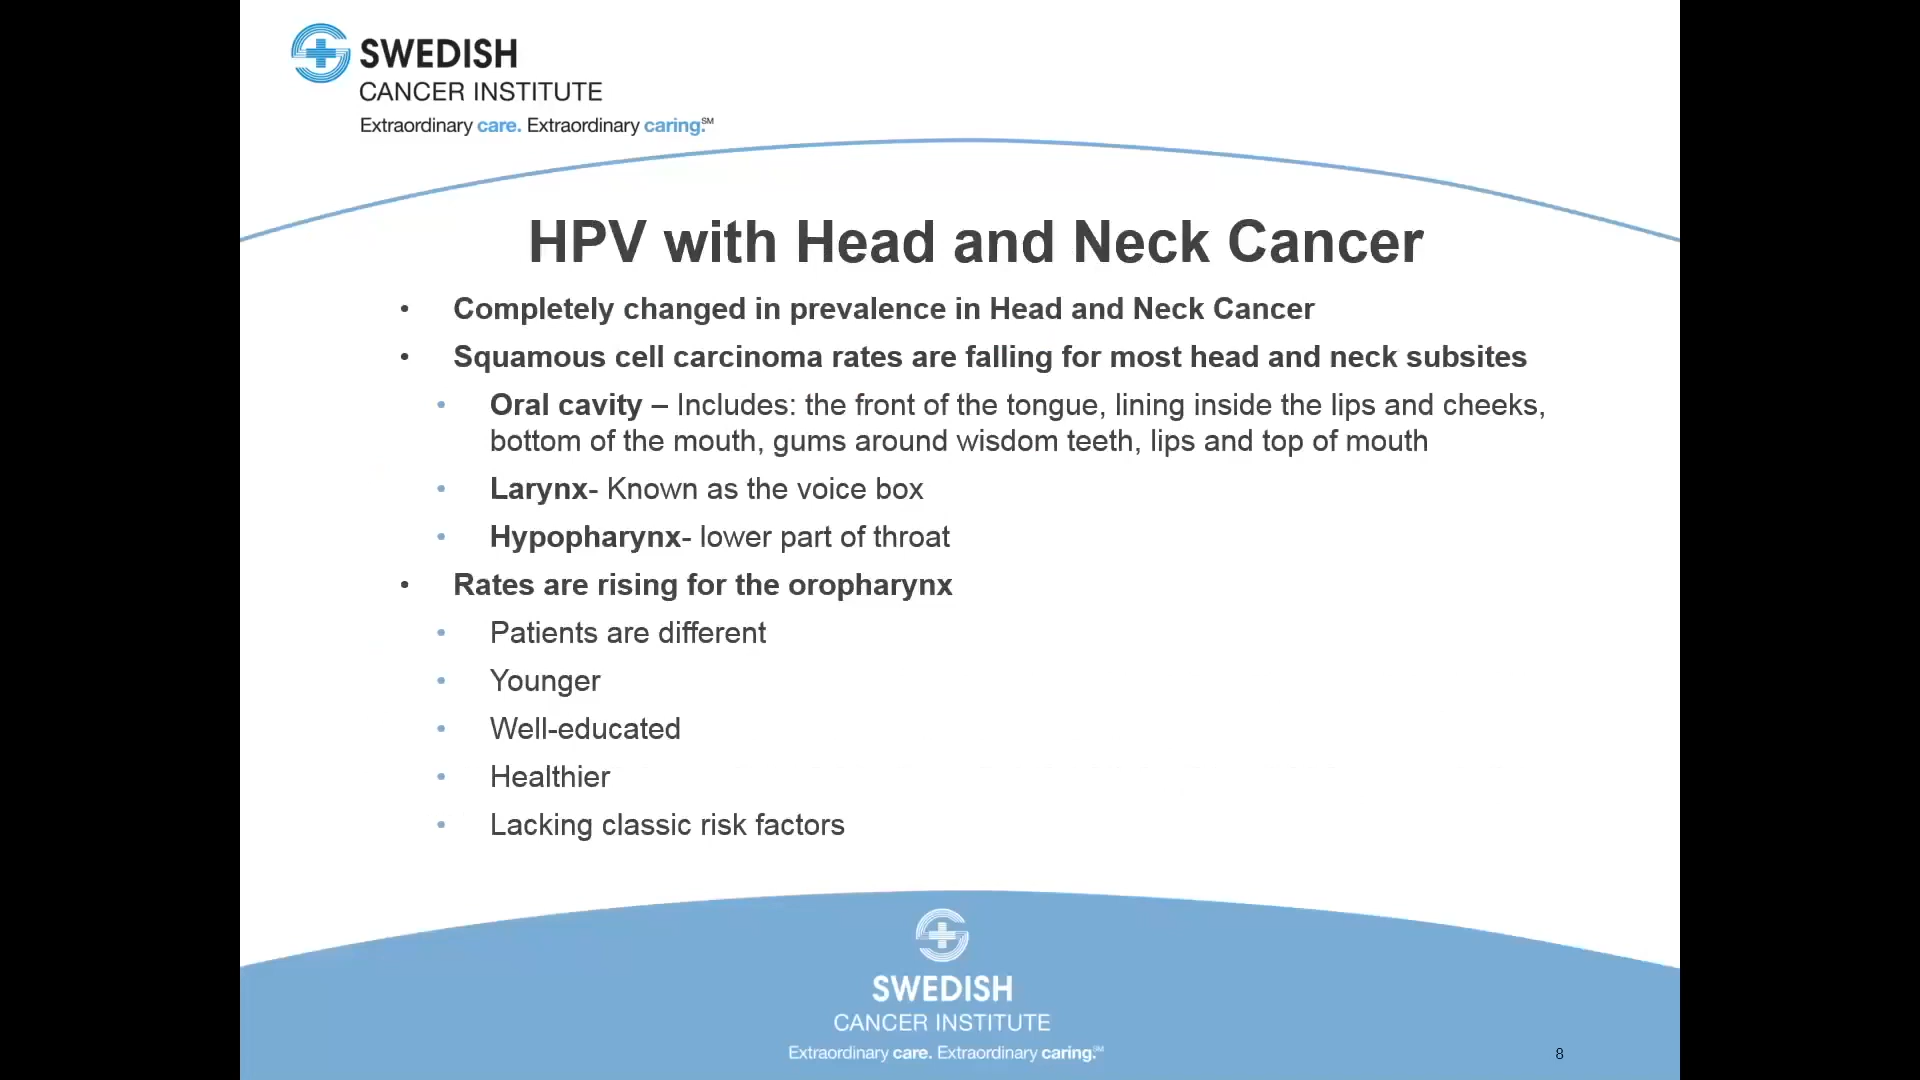 SWEDISH
CANCER INSTITUTE
Extraordinary care. Extraordinary caring.℠
HPV with Head and Neck Cancer
• Completely changed in prevalence in Head and Neck Cancer
• Squamous cell carcinoma rates are falling for most head and neck subsites
• Oral cavity – Includes: the front of the tongue, lining inside the lips and cheeks,
bottom of the mouth, gums around wisdom teeth, lips and top of mouth
• Larynx- Known as the voice box
• Hypopharynx- lower part of throat
• Rates are rising for the oropharynx
• Patients are different
• Younger
• Well-educated
• Healthier
• Lacking classic risk factors
SWEDISH
CANCER INSTITUTE
Extraordinary care. Extraordinary caring.℠
8